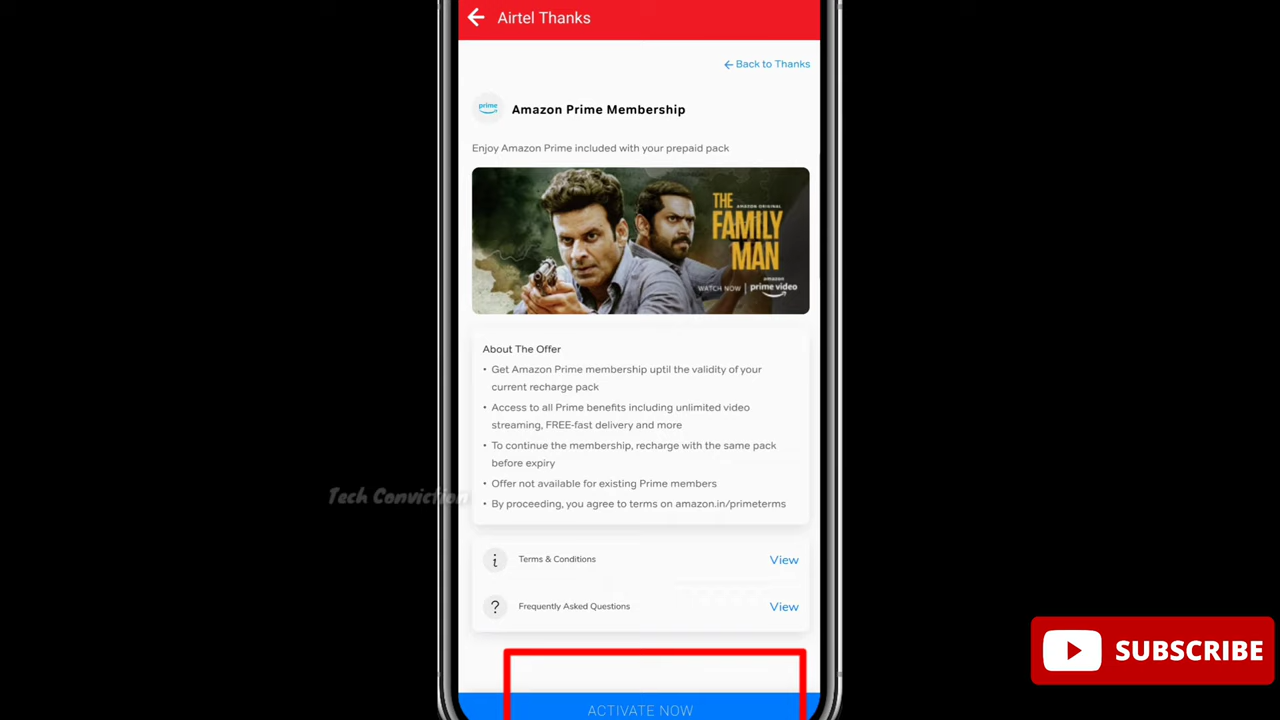 Airtel Thanks
Back to Thanks
prime
Amazon Prime Membership
Enjoy Amazon Prime included with your prepaid pack
AMAZON ORIGINAL
THE
FAMILY
MAN
WATCH NOW | amazon
prime video
About The Offer
• Get Amazon Prime membership uptil the validity of your
current recharge pack
• Access to all Prime benefits including unlimited video
streaming, FREE-fast delivery and more
• To continue the membership, recharge with the same pack
before expiry
• Offer not available for existing Prime members
Tech Conviction
• By proceeding, you agree to terms on amazon.in/primeterms
i Terms & Conditions View
? Frequently Asked Questions View
SUBSCRIBE
ACTIVATE NOW